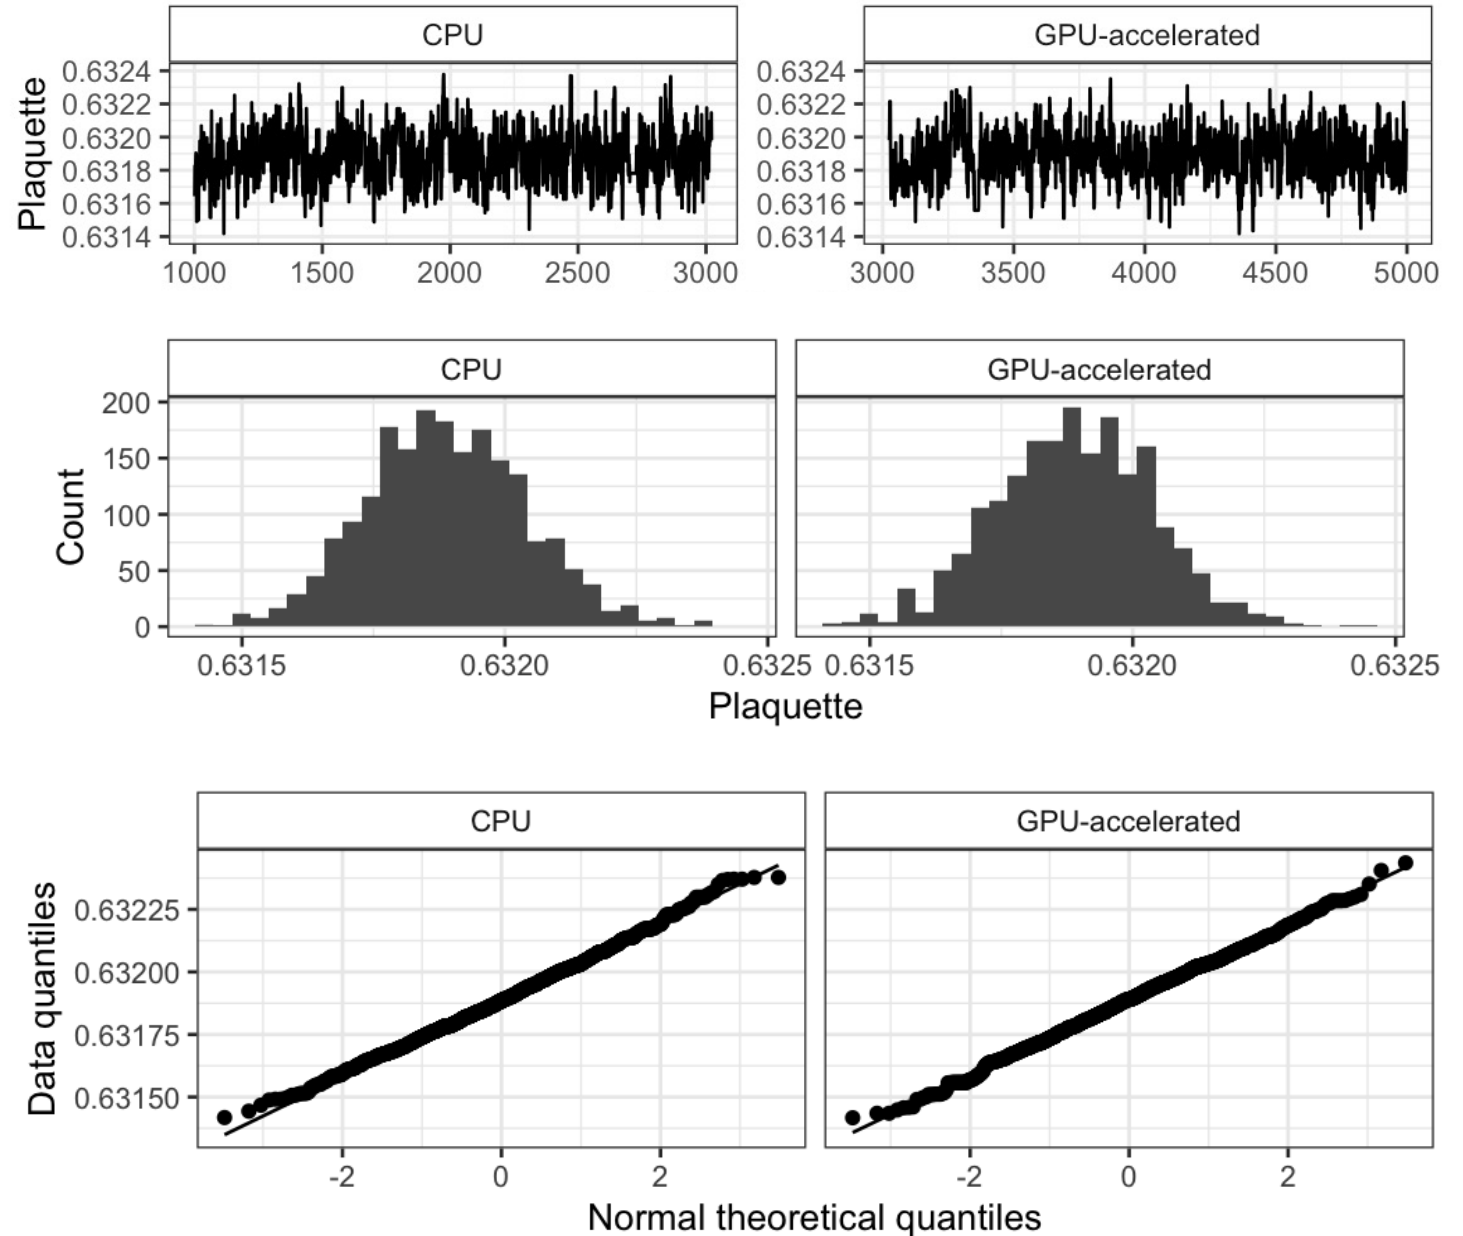 CPU GPU-accelerated
Plaquette
0.6324 0.6324
0.6322 0.6322
0.6320 0.6320
0.6318 0.6318
0.6316 0.6316
0.6314 0.6314
1000 1500 2000 2500 3000 3000 3500 4000 4500 5000
CPU GPU-accelerated
Count
200
150
100
50
0
0.6315 0.6320 0.6325 0.6315 0.6320 0.6325
Plaquette
CPU GPU-accelerated
Data quantiles
0.63225
0.63200
0.63175
0.63150
-2 0 2 -2 0 2
Normal theoretical quantiles